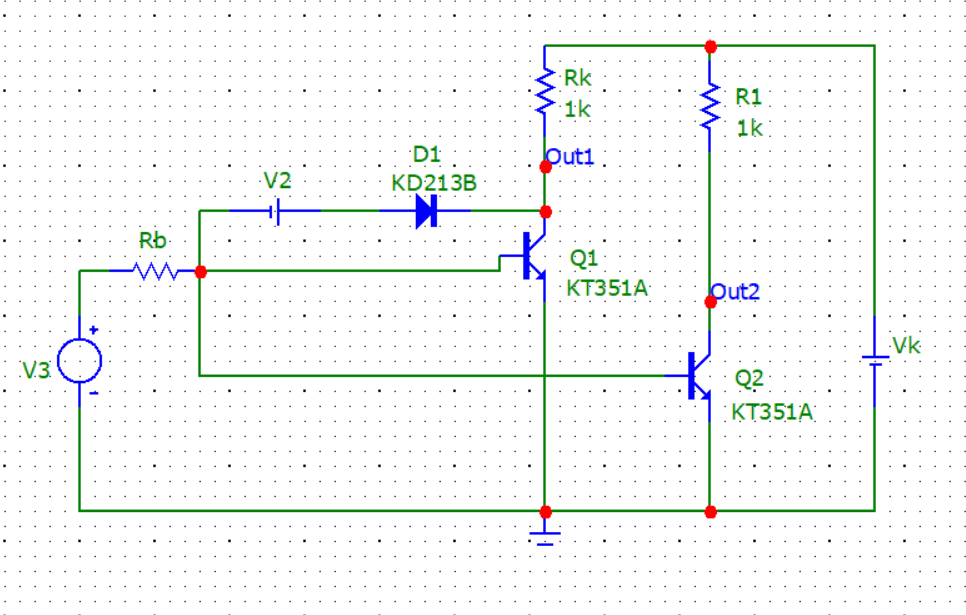 Rk
1k
R1
1k
Out1
D1
KD213B
V2
Rb
Q1
KT351A
Out2
+
V3
-
Vk
Q2
KT351A